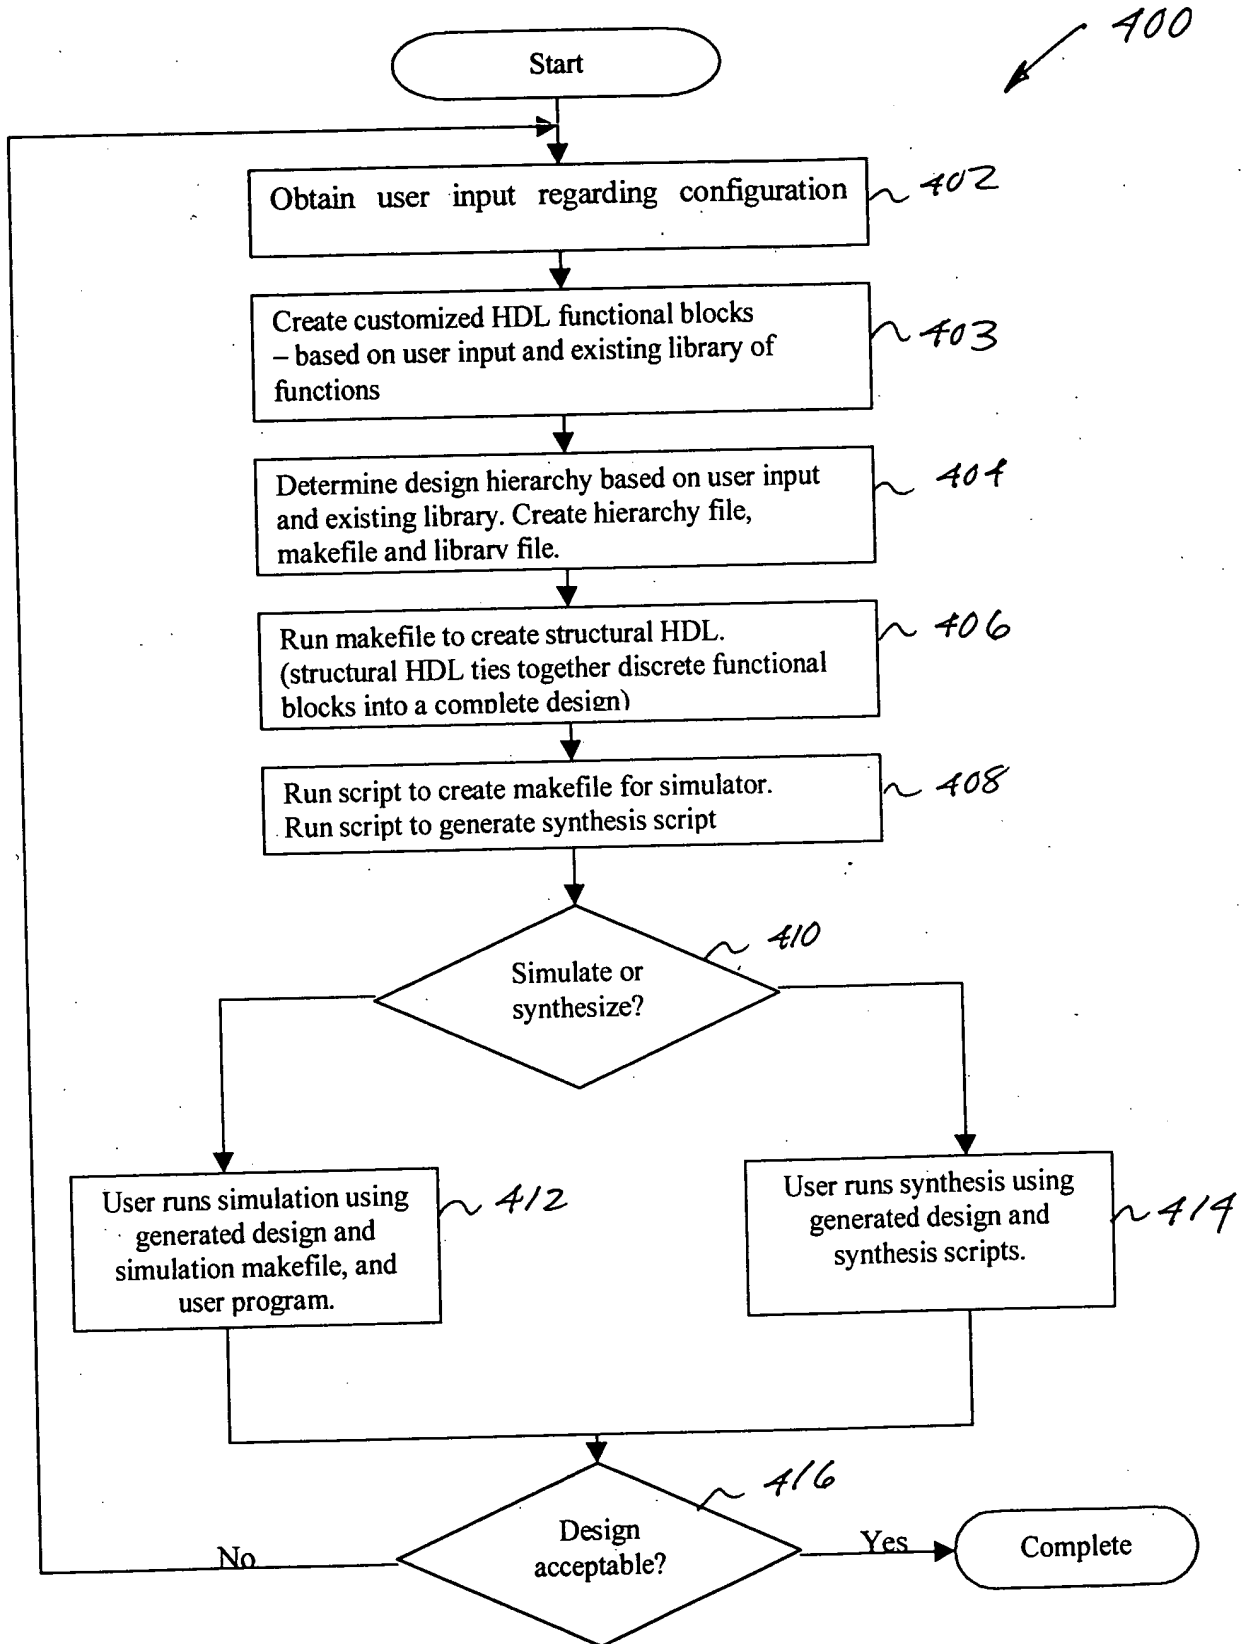 400
Start
Obtain user input regarding configuration
402
Create customized HDL functional blocks
– based on user input and existing library of
functions
403
Determine design hierarchy based on user input
and existing library. Create hierarchy file,
makefile and library file.
404
Run makefile to create structural HDL.
(structural HDL ties together discrete functional
blocks into a complete design)
406
Run script to create makefile for simulator.
Run script to generate synthesis script
408
410
Simulate or
synthesize?
User runs simulation using
generated design and
simulation makefile, and
user program.
412
User runs synthesis using
generated design and
synthesis scripts.
414
416
Design
acceptable?
No
Yes
Complete